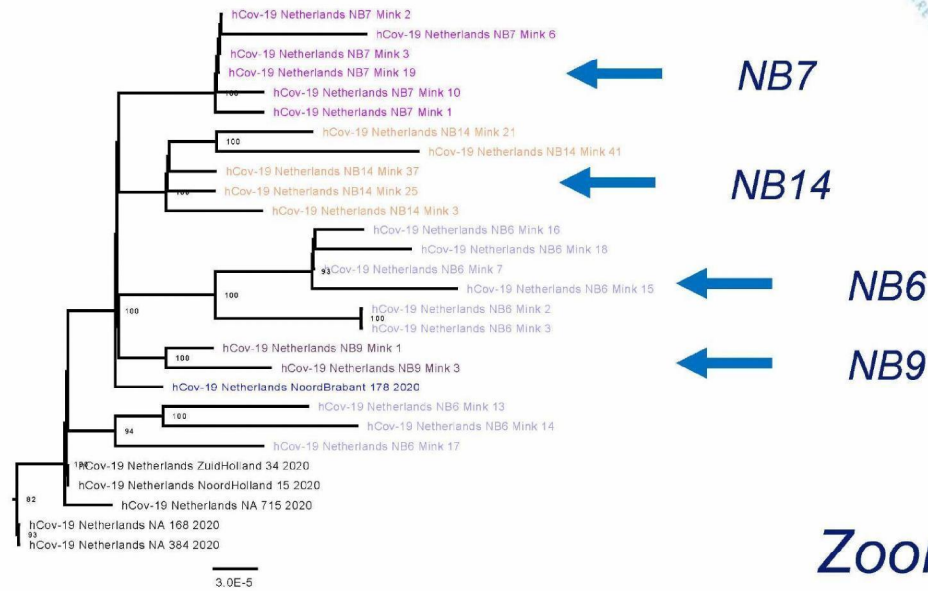 hCov-19 Netherlands NB7 Mink 2
hCov-19 Netherlands NB7 Mink 6
hCov-19 Netherlands NB7 Mink 3
hCov-19 Netherlands NB7 Mink 19
hCov-19 Netherlands NB7 Mink 10
100
hCov-19 Netherlands NB7 Mink 1
NB7
hCov-19 Netherlands NB14 Mink 21
100
hCov-19 Netherlands NB14 Mink 41
hCov-19 Netherlands NB14 Mink 37
hCov-19 Netherlands NB14 Mink 25
100
hCov-19 Netherlands NB14 Mink 3
NB14
hCov-19 Netherlands NB6 Mink 16
hCov-19 Netherlands NB6 Mink 18
hCov-19 Netherlands NB6 Mink 7
93
hCov-19 Netherlands NB6 Mink 15
100
hCov-19 Netherlands NB6 Mink 2
100
hCov-19 Netherlands NB6 Mink 3
NB6
100
hCov-19 Netherlands NB9 Mink 1
100
hCov-19 Netherlands NB9 Mink 3
NB9
hCov-19 Netherlands NoordBrabant 178 2020
hCov-19 Netherlands NB6 Mink 13
100
hCov-19 Netherlands NB6 Mink 14
94
hCov-19 Netherlands NB6 Mink 17
hCov-19 Netherlands ZuidHolland 34 2020
hCov-19 Netherlands NoordHolland 15 2020
82
hCov-19 Netherlands NA 715 2020
hCov-19 Netherlands NA 168 2020
93
hCov-19 Netherlands NA 384 2020
3.0E-5